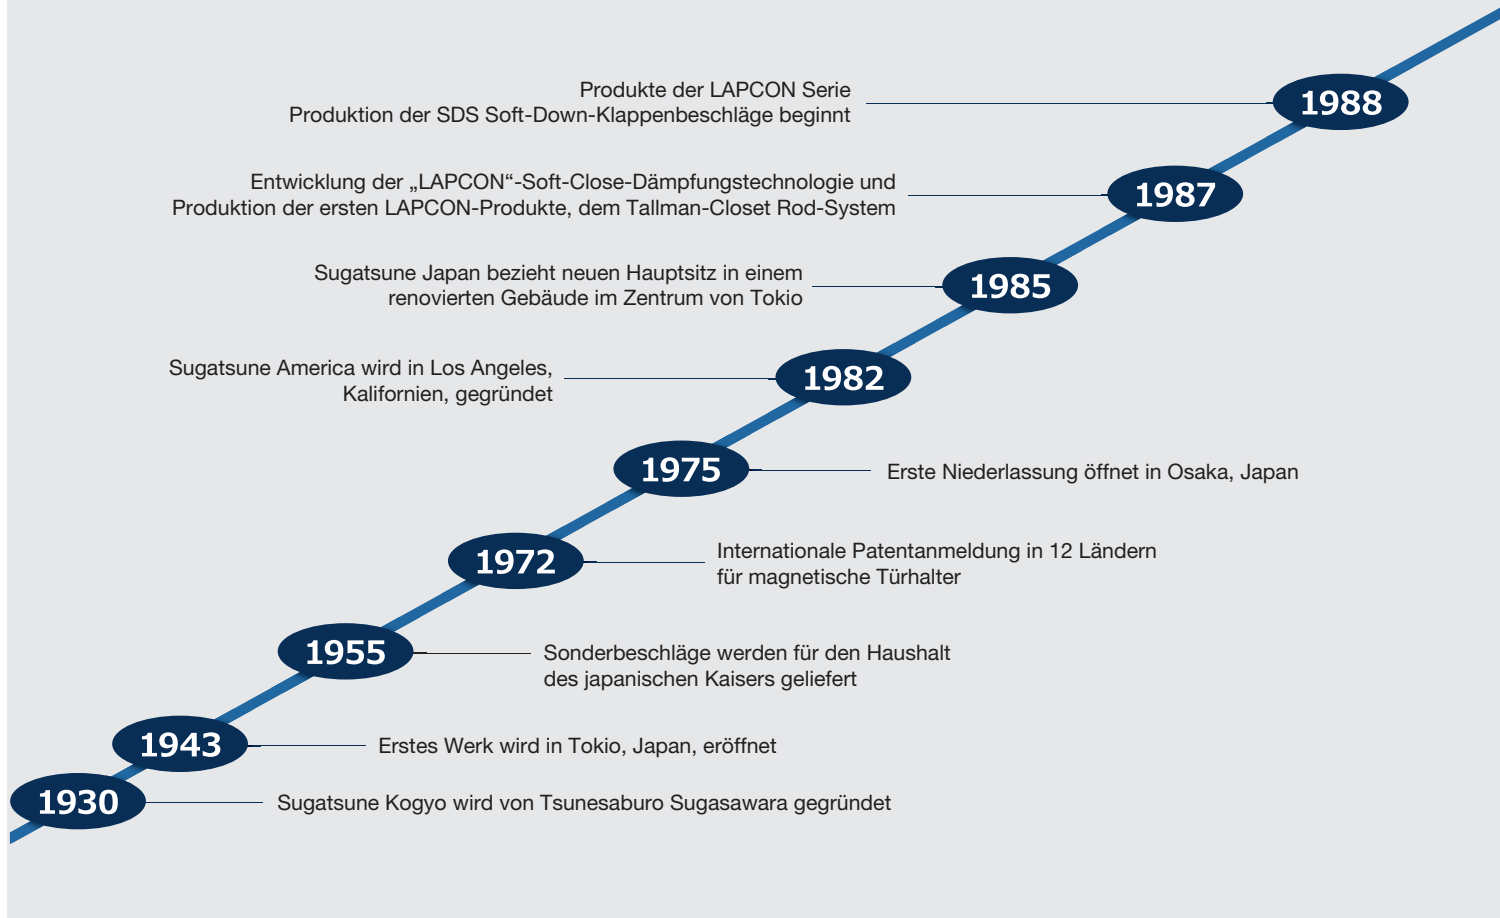 Produkte der LAPCON Serie
Produktion der SDS Soft-Down-Klappenbeschläge beginnt
1988
Entwicklung der „LAPCON“-Soft-Close-Dämpfungstechnologie und
Produktion der ersten LAPCON-Produkte, dem Tallman-Closet Rod-System
1987
Sugatsune Japan bezieht neuen Hauptsitz in einem
renovierten Gebäude im Zentrum von Tokio
1985
Sugatsune America wird in Los Angeles,
Kalifornien, gegründet
1982
1975
Erste Niederlassung öffnet in Osaka, Japan
1972
Internationale Patentanmeldung in 12 Ländern
für magnetische Türhalter
1955
Sonderbeschläge werden für den Haushalt
des japanischen Kaisers geliefert
1943
Erstes Werk wird in Tokio, Japan, eröffnet
1930
Sugatsune Kogyo wird von Tsunesaburo Sugasawara gegründet